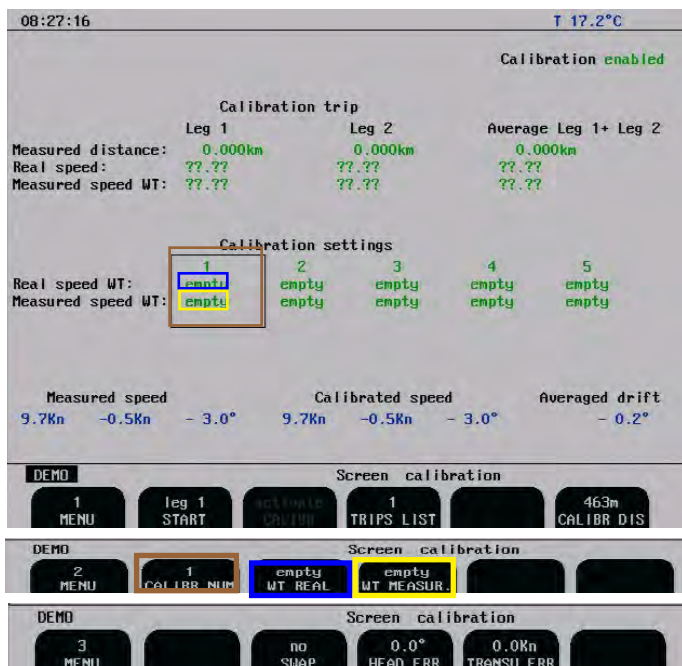 08:27:16 T 17.2°C
Calibration enabled
Calibration trip
Leg 1 Leg 2 Average Leg 1+ Leg 2
Measured distance: 0.000km 0.000km 0.000km
Real speed: ??.?? ??.?? ??.??
Measured speed WT: ??.?? ??.?? ??.??
Calibration settings
1 2 3 4 5
Real speed WT: empty empty empty empty empty
Measured speed WT: empty empty empty empty empty
Measured speed Calibrated speed Averaged drift
9.7Kn -0.5Kn - 3.0° 9.7Kn -0.5Kn - 3.0° - 0.2°
DEMO Screen calibration
1 leg 1 activate 1 463m
MENU START CALIBR TRIPS LIST CALIBR DIS
DEMO Screen calibration
2 1 empty empty
MENU CALIBR NUM WT REAL WT MEASUR.
DEMO Screen calibration
3 no 0.0° 0.0Kn
MENU SWAP HEAD ERR TRANSU ERR